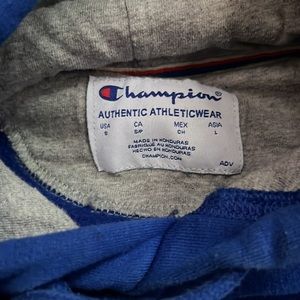 Champion®
AUTHENTIC ATHLETICWEAR
USA CA MEX ASIA
S S/P CH L
MADE IN HONDURAS
FABRIQUÉ AU HONDURAS
HECHO EN HONDURAS
CHAMPION.COM
ADV